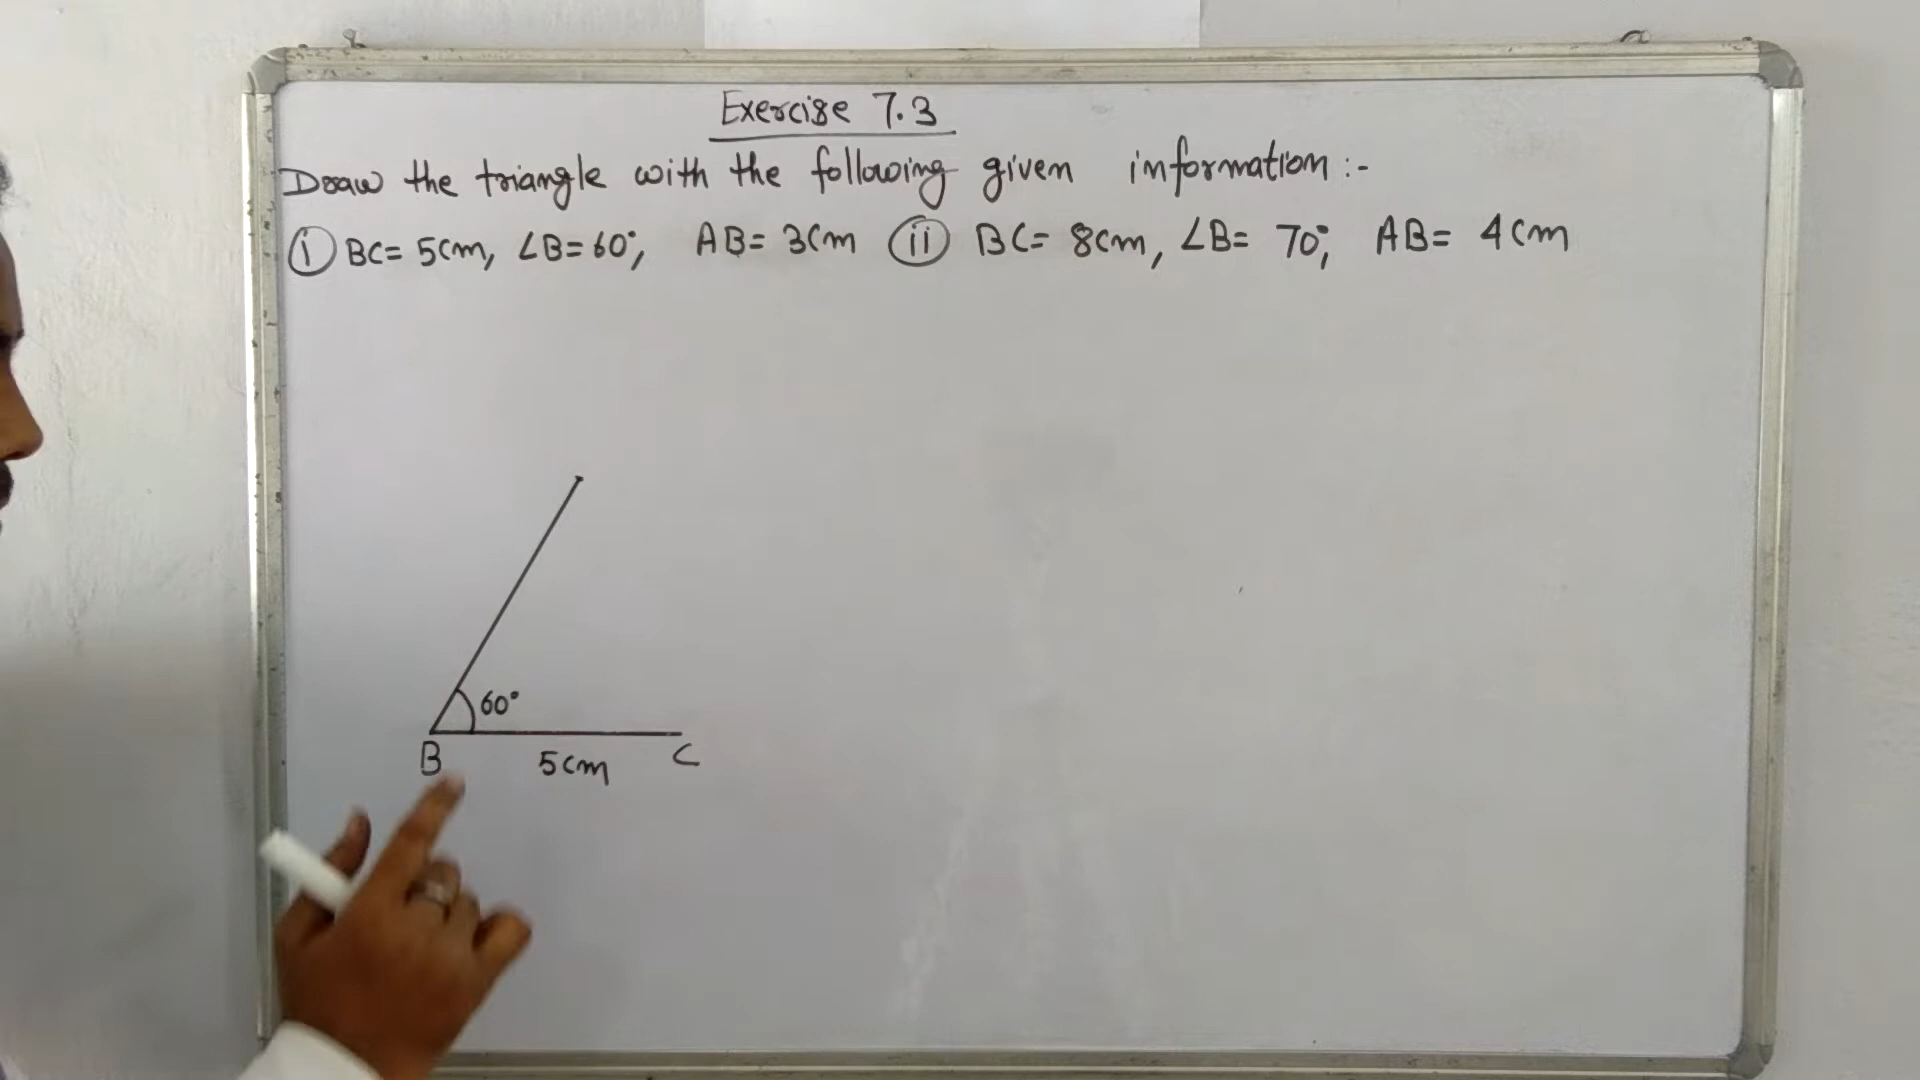 Exercise 7.3
Draw the triangle with the following given information :-
(i) BC= 5cm, ∠B=60°, AB= 3cm (ii) BC= 8cm, ∠B= 70°, AB= 4cm
60°
B 5cm C